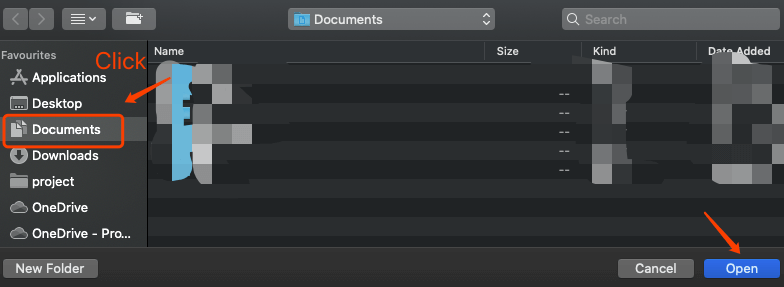 Documents
Search
Favourites
Click
Name Size Kind Date Added
Applications
Desktop
Documents
Downloads
project
OneDrive
OneDrive - Pro...
--
--
--
--
New Folder Cancel Open